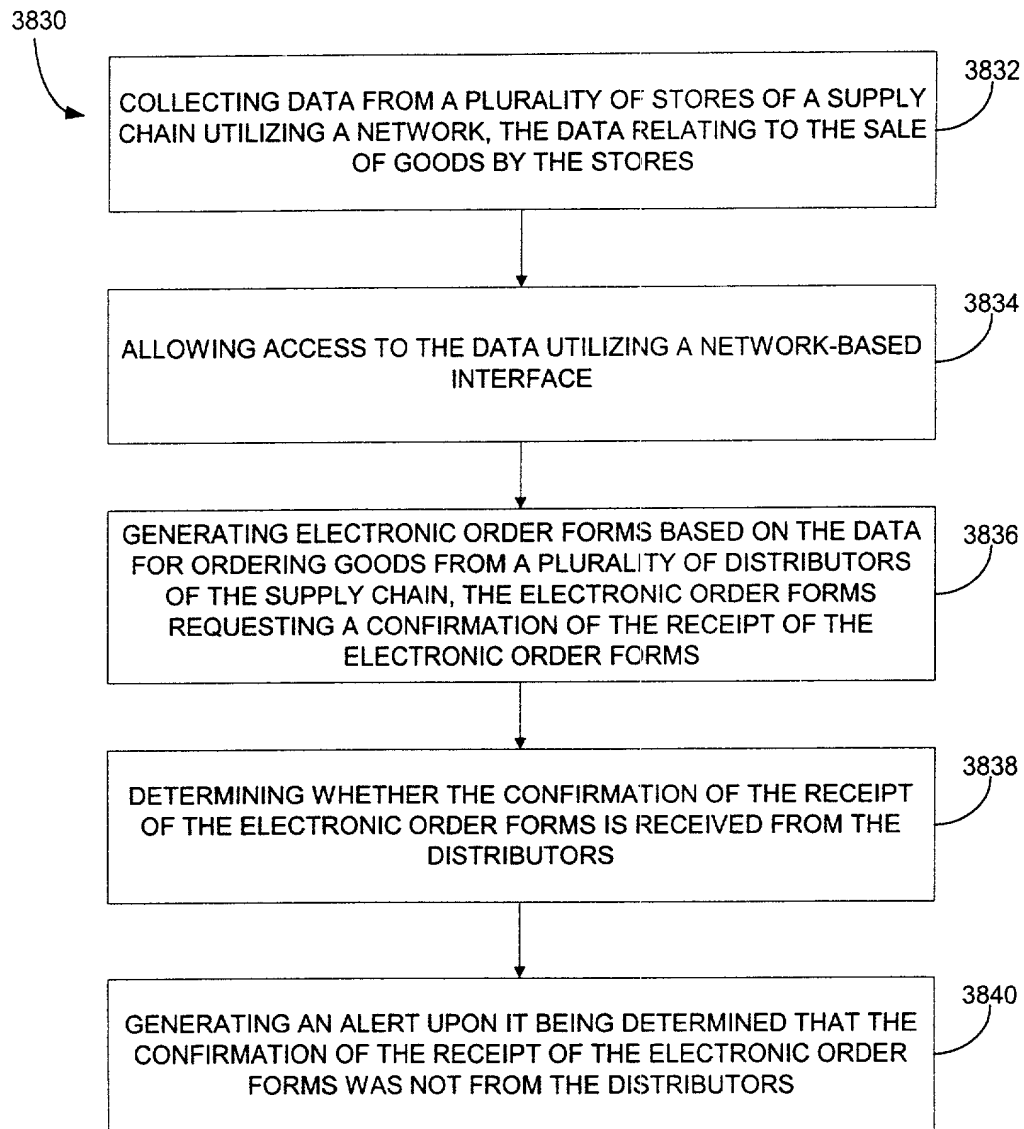 3830
3832
COLLECTING DATA FROM A PLURALITY OF STORES OF A SUPPLY
CHAIN UTILIZING A NETWORK, THE DATA RELATING TO THE SALE
OF GOODS BY THE STORES
3834
ALLOWING ACCESS TO THE DATA UTILIZING A NETWORK-BASED
INTERFACE
3836
GENERATING ELECTRONIC ORDER FORMS BASED ON THE DATA
FOR ORDERING GOODS FROM A PLURALITY OF DISTRIBUTORS
OF THE SUPPLY CHAIN, THE ELECTRONIC ORDER FORMS
REQUESTING A CONFIRMATION OF THE RECEIPT OF THE
ELECTRONIC ORDER FORMS
3838
DETERMINING WHETHER THE CONFIRMATION OF THE RECEIPT
OF THE ELECTRONIC ORDER FORMS IS RECEIVED FROM THE
DISTRIBUTORS
3840
GENERATING AN ALERT UPON IT BEING DETERMINED THAT THE
CONFIRMATION OF THE RECEIPT OF THE ELECTRONIC ORDER
FORMS WAS NOT FROM THE DISTRIBUTORS